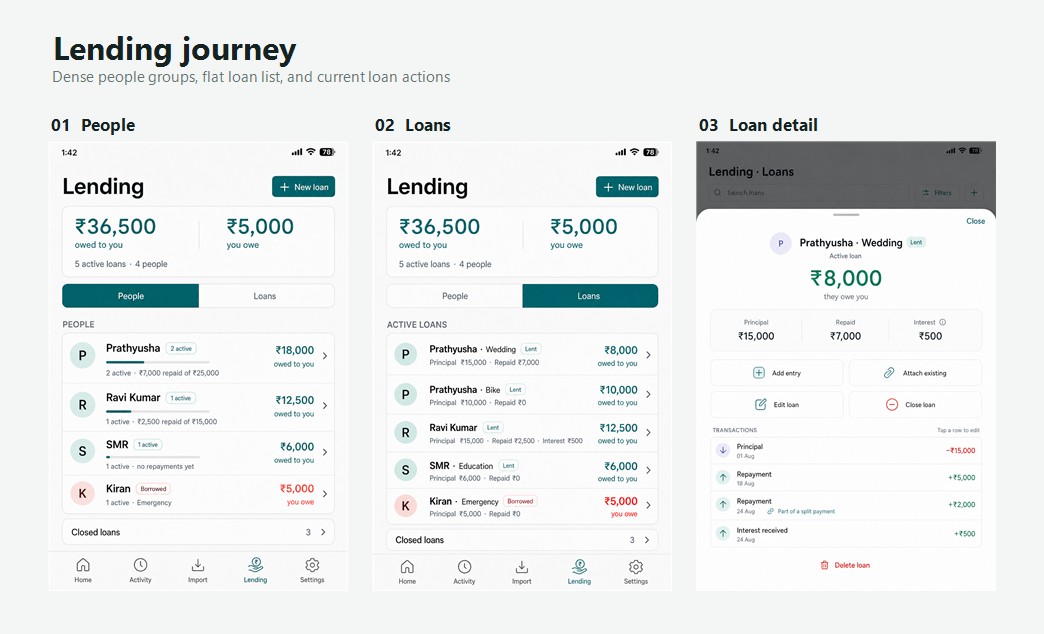 Lending journey
Dense people groups, flat loan list, and current loan actions
01 People
1:42
78
Lending
+ New loan
₹36,500
owed to you
₹5,000
you owe
5 active loans · 4 people
People
Loans
PEOPLE
P
Prathyusha
2 active
₹18,000
owed to you
2 active · ₹7,000 repaid of ₹25,000
R
Ravi Kumar
1 active
₹12,500
owed to you
1 active · ₹2,500 repaid of ₹15,000
S
SMR
1 active
₹6,000
owed to you
1 active · no repayments yet
K
Kiran
Borrowed
₹5,000
you owe
1 active · Emergency
Closed loans
3
Home
Activity
Import
Lending
Settings
02 Loans
1:42
78
Lending
+ New loan
₹36,500
owed to you
₹5,000
you owe
5 active loans · 4 people
People
Loans
ACTIVE LOANS
P
Prathyusha · Wedding
Lent
₹8,000
owed to you
Principal ₹15,000 · Repaid ₹7,000
P
Prathyusha · Bike
Lent
₹10,000
owed to you
Principal ₹10,000 · Repaid ₹0
R
Ravi Kumar
Lent
₹12,500
owed to you
Principal ₹15,000 · Repaid ₹2,500 · Interest ₹500
S
SMR · Education
Lent
₹6,000
owed to you
Principal ₹6,000 · Repaid ₹0
K
Kiran · Emergency
Borrowed
₹5,000
you owe
Principal ₹5,000 · Repaid ₹0
Closed loans
3
Home
Activity
Import
Lending
Settings
03 Loan detail
1:42
78
Lending · Loans
Search loans
Filters
+
Close
P
Prathyusha · Wedding
Lent
Active loan
₹8,000
they owe you
Principal
₹15,000
Repaid
₹7,000
Interest
₹500
Add entry
Attach existing
Edit loan
Close loan
TRANSACTIONS
Tap a row to edit
Principal
01 Aug
−₹15,000
Repayment
18 Aug
+₹5,000
Repayment
24 Aug
Part of a split payment
+₹2,000
Interest received
24 Aug
+₹500
Delete loan